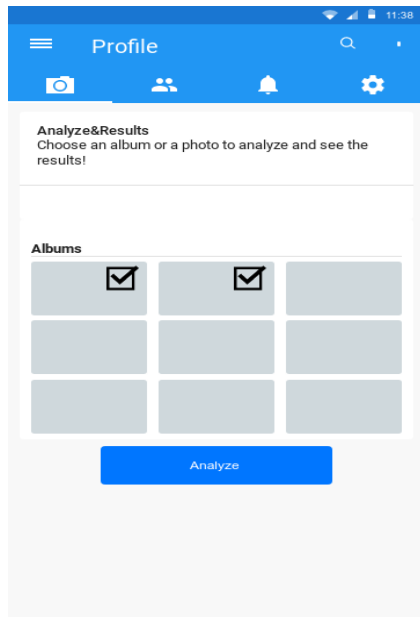 11:38
Profile
Analyze&Results
Choose an album or a photo to analyze and see the
results!
Albums
Analyze